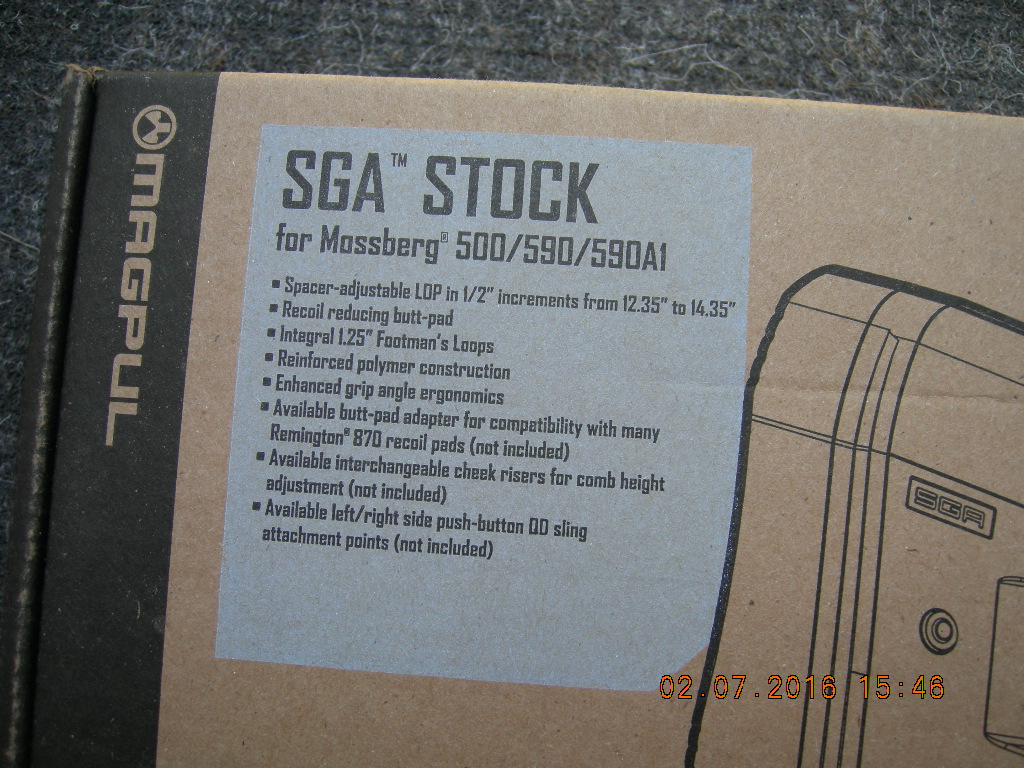 MAGPUL
SGA™ STOCK
for Mossberg® 500/590/590A1
▪ Spacer-adjustable LOP in 1/2" increments from 12.35" to 14.35"
▪ Recoil reducing butt-pad
▪ Integral 1.25" Footman's Loops
▪ Reinforced polymer construction
▪ Enhanced grip angle ergonomics
▪ Available butt-pad adapter for compatibility with many
Remington® 870 recoil pads (not included)
▪ Available interchangeable cheek risers for comb height
adjustment (not included)
▪ Available left/right side push-button QD sling
attachment points (not included)
SGA
02.07.2016 15:46